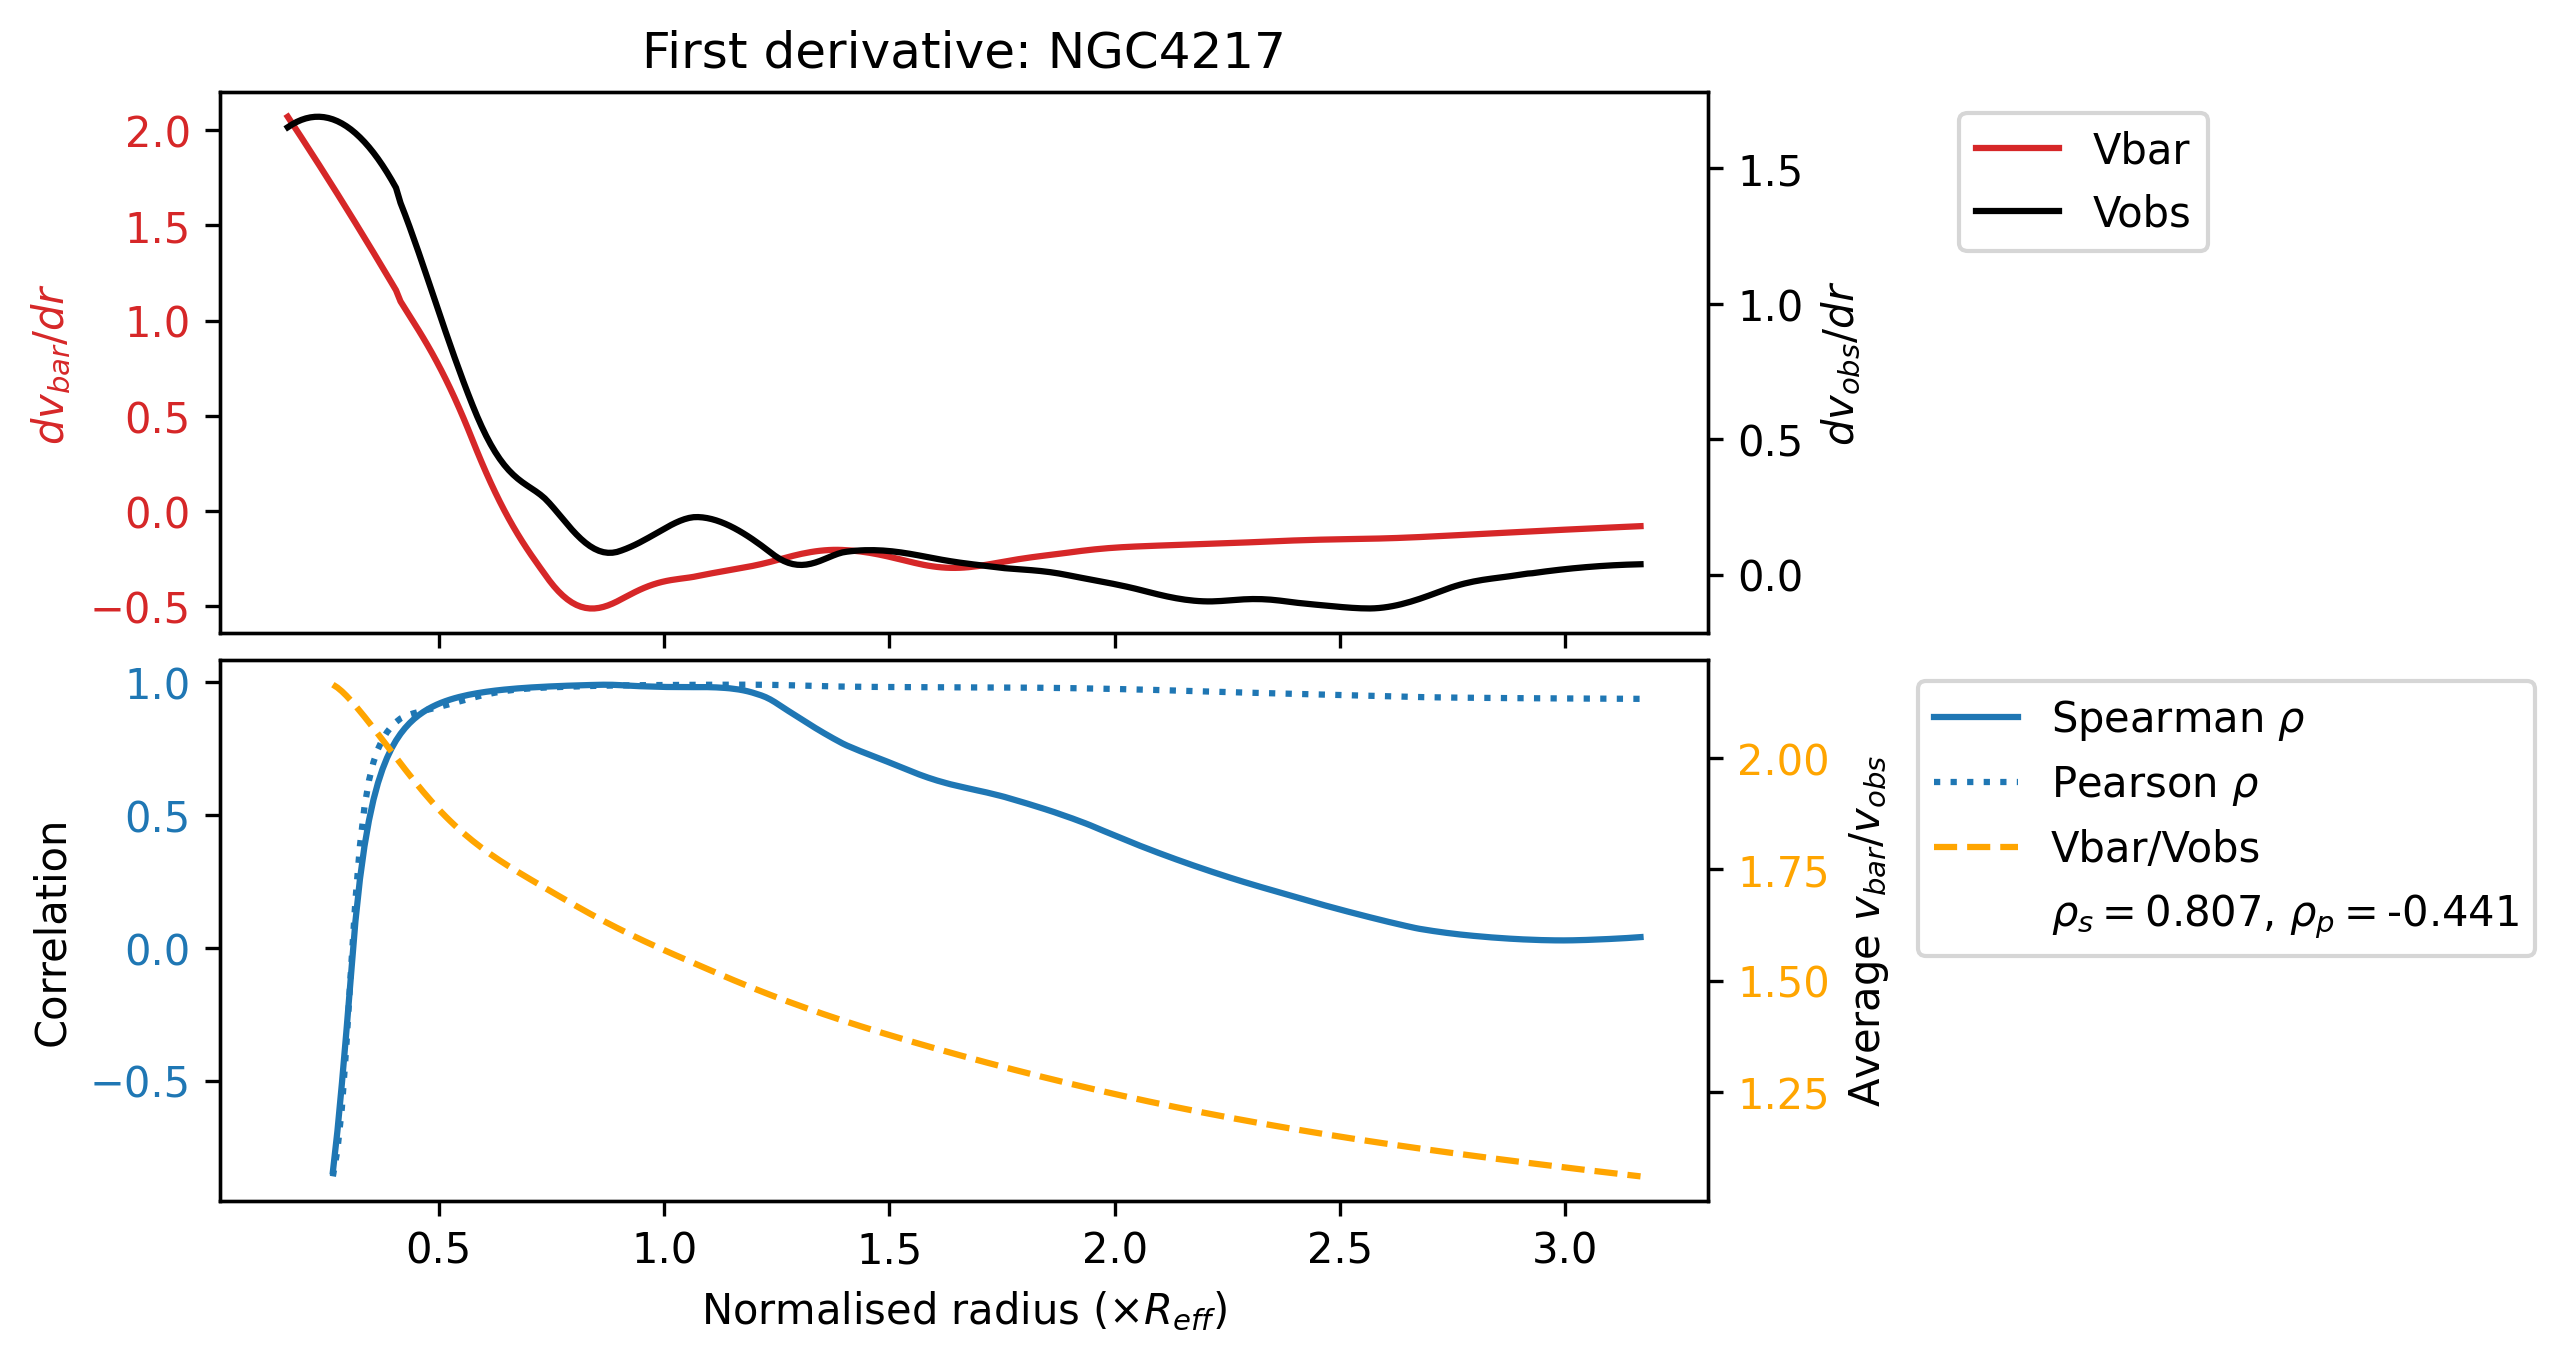 First derivative: NGC4217
2.0
1.5
1.0
0.5
0.0
−0.5
dv_bar/dr
1.5
1.0
0.5
0.0
dv_obs/dr
Vbar
Vobs
1.0
0.5
0.0
−0.5
Correlation
2.00
1.75
1.50
1.25
Average v_bar/v_obs
Spearman ρ
Pearson ρ
Vbar/Vobs
ρ_s = 0.807, ρ_p = -0.441
0.5 1.0 1.5 2.0 2.5 3.0
Normalised radius (×R_eff)